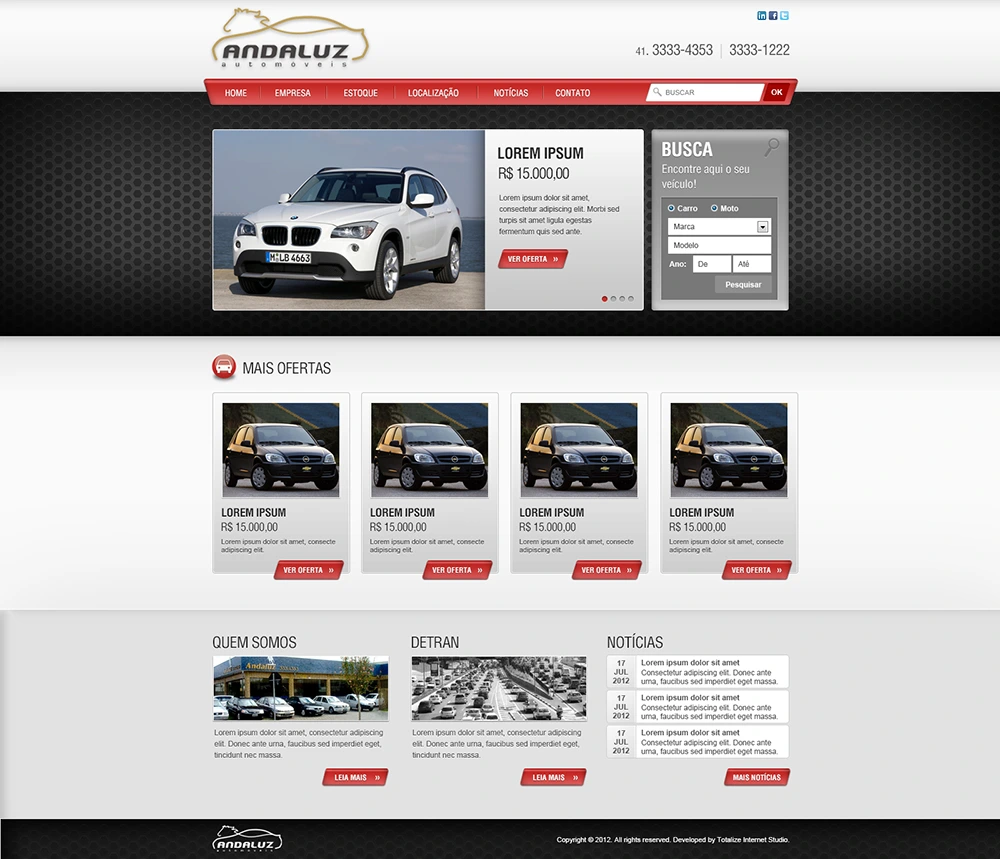 ANDALUZ
automóveis
41. 3333-4353 | 3333-1222
HOME
EMPRESA
ESTOQUE
LOCALIZAÇÃO
NOTÍCIAS
CONTATO
BUSCAR
OK
M LB 4663
LOREM IPSUM
R$ 15.000,00
Lorem ipsum dolor sit amet,
consectetur adipiscing elit. Morbi sed
turpis sit amet ligula egestas
fermentum quis sed ante.
VER OFERTA »
BUSCA
Encontre aqui o seu
veículo!
Carro
Moto
Marca
Modelo
Ano:
De
Até
Pesquisar
MAIS OFERTAS
LOREM IPSUM
R$ 15.000,00
Lorem ipsum dolor sit amet, consecte
adipiscing elit.
VER OFERTA »
LOREM IPSUM
R$ 15.000,00
Lorem ipsum dolor sit amet, consecte
adipiscing elit.
VER OFERTA »
LOREM IPSUM
R$ 15.000,00
Lorem ipsum dolor sit amet, consecte
adipiscing elit.
VER OFERTA »
LOREM IPSUM
R$ 15.000,00
Lorem ipsum dolor sit amet, consecte
adipiscing elit.
VER OFERTA »
QUEM SOMOS
Andaluz
Lorem ipsum dolor sit amet, consectetur adipiscing
elit. Donec ante urna, faucibus sed imperdiet eget,
tincidunt nec massa.
LEIA MAIS »
DETRAN
Lorem ipsum dolor sit amet, consectetur adipiscing
elit. Donec ante urna, faucibus sed imperdiet eget,
tincidunt nec massa.
LEIA MAIS »
NOTÍCIAS
17
JUL
2012
Lorem ipsum dolor sit amet
Consectetur adipiscing elit. Donec ante
urna, faucibus sed imperdiet eget massa.
17
JUL
2012
Lorem ipsum dolor sit amet
Consectetur adipiscing elit. Donec ante
urna, faucibus sed imperdiet eget massa.
17
JUL
2012
Lorem ipsum dolor sit amet
Consectetur adipiscing elit. Donec ante
urna, faucibus sed imperdiet eget massa.
MAIS NOTÍCIAS
ANDALUZ
automóveis
Copyright © 2012. All rights reserved. Developed by Totalize Internet Studio.